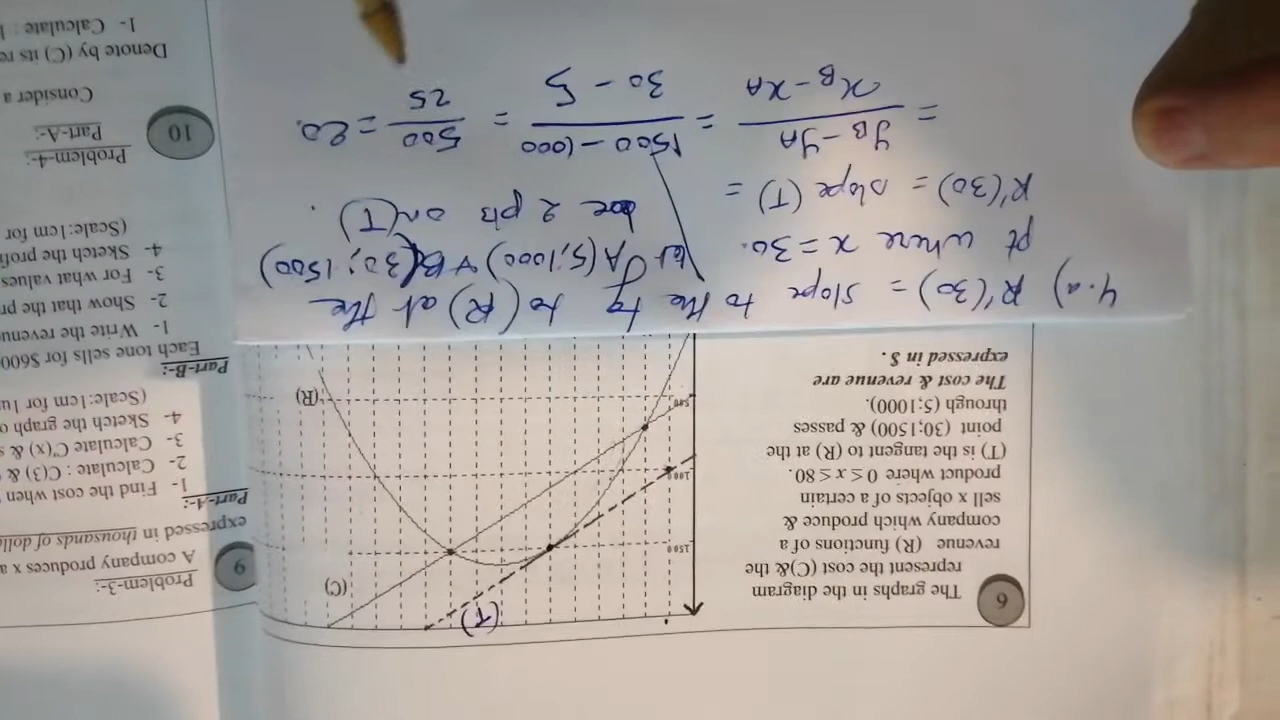 6
The graphs in the diagram
represent the cost (C)& the
revenue (R) functions of a
company which produce &
sell x objects of a certain
product where 0 ≤ x ≤ 80.
(T) is the tangent to (R) at the
point (30;1500) & passes
through (5;1000).
The cost & revenue are
expressed in $.
(T)
(C)
1500
1000
500
(R)
4.a) R'(30) = slope to the tg to (R) at the
pt where x = 30.
let A(5;1000) & B(30; 1500)
be 2 pts on (T).
R'(30) = slope (T) =
= yB - yA / xB - xA = 1500 - 1000 / 30 - 5 = 500 / 25 = 20.
Problem-3-:
9
A company produces x a
expressed in thousands of dolla
Part-A-:
1- Find the cost when
2- Calculate : C(3) &
3- Calculate C'(x) & s
4- Sketch the graph o
(Scale:1cm for 1u
Part-B-:
Each tone sells for $600
1- Write the revenue
2- Show that the pr
3- For what values
4- Sketch the profi
(Scale:1cm for
Problem-4-:
10
Part-A-:
Consider a
Denote by (C) its re
1- Calculate :